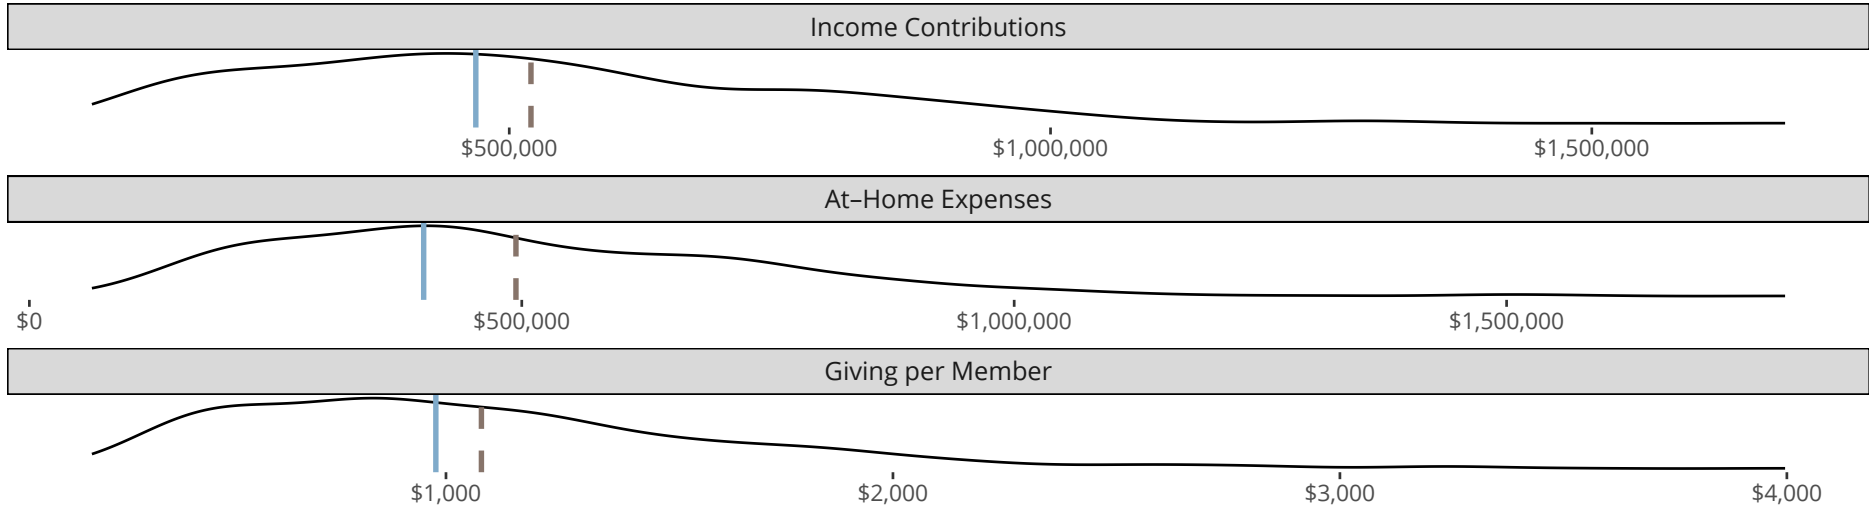 Income Contributions
$500,000 $1,000,000 $1,500,000
At–Home Expenses
$0 $500,000 $1,000,000 $1,500,000
Giving per Member
$1,000 $2,000 $3,000 $4,000